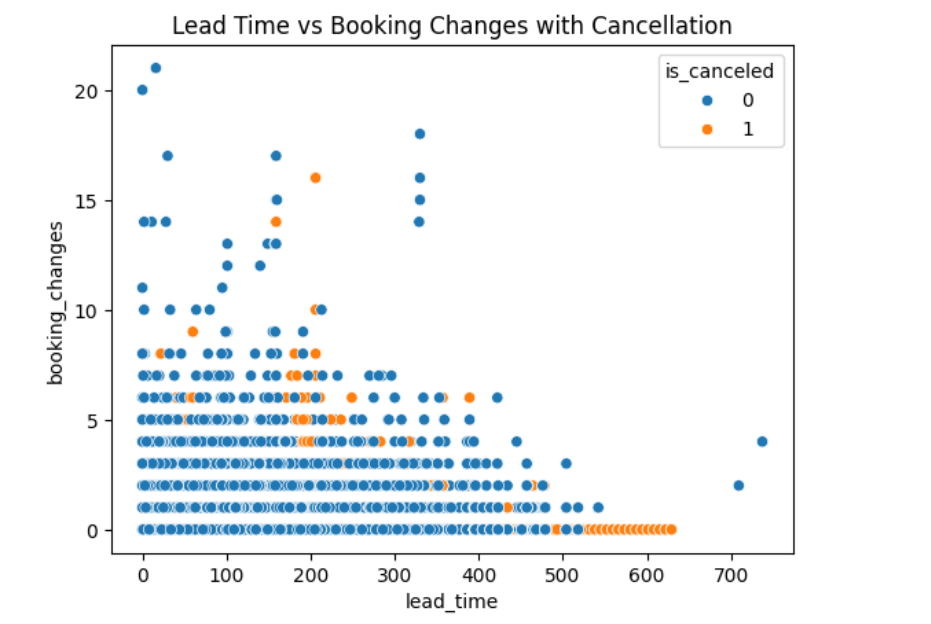 Lead Time vs Booking Changes with Cancellation
is_canceled
0
1
20
15
10
5
0
booking_changes
0 100 200 300 400 500 600 700
lead_time